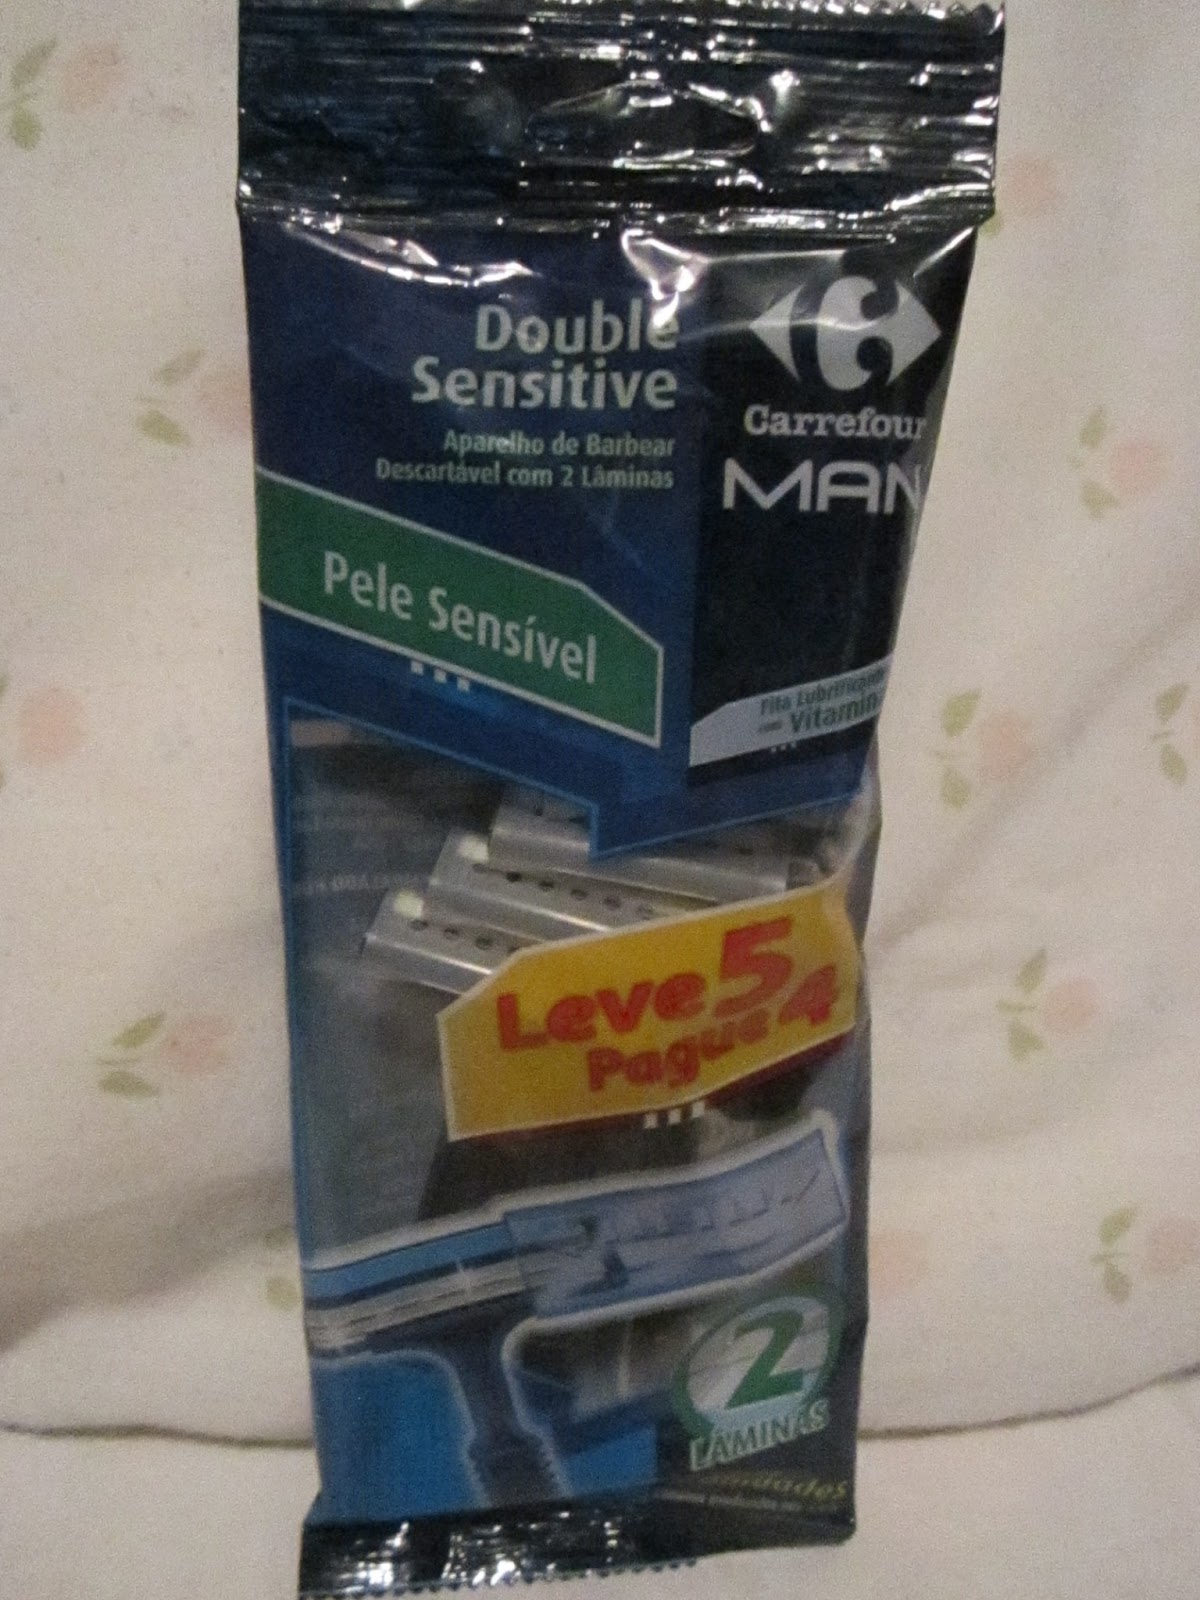 Double
Sensitive
Aparelho de Barbear
Descartável com 2 Lâminas
Carrefour
MAN
Pele Sensível
Fita
Leve 5
Pague 4
2
LÂMINAS